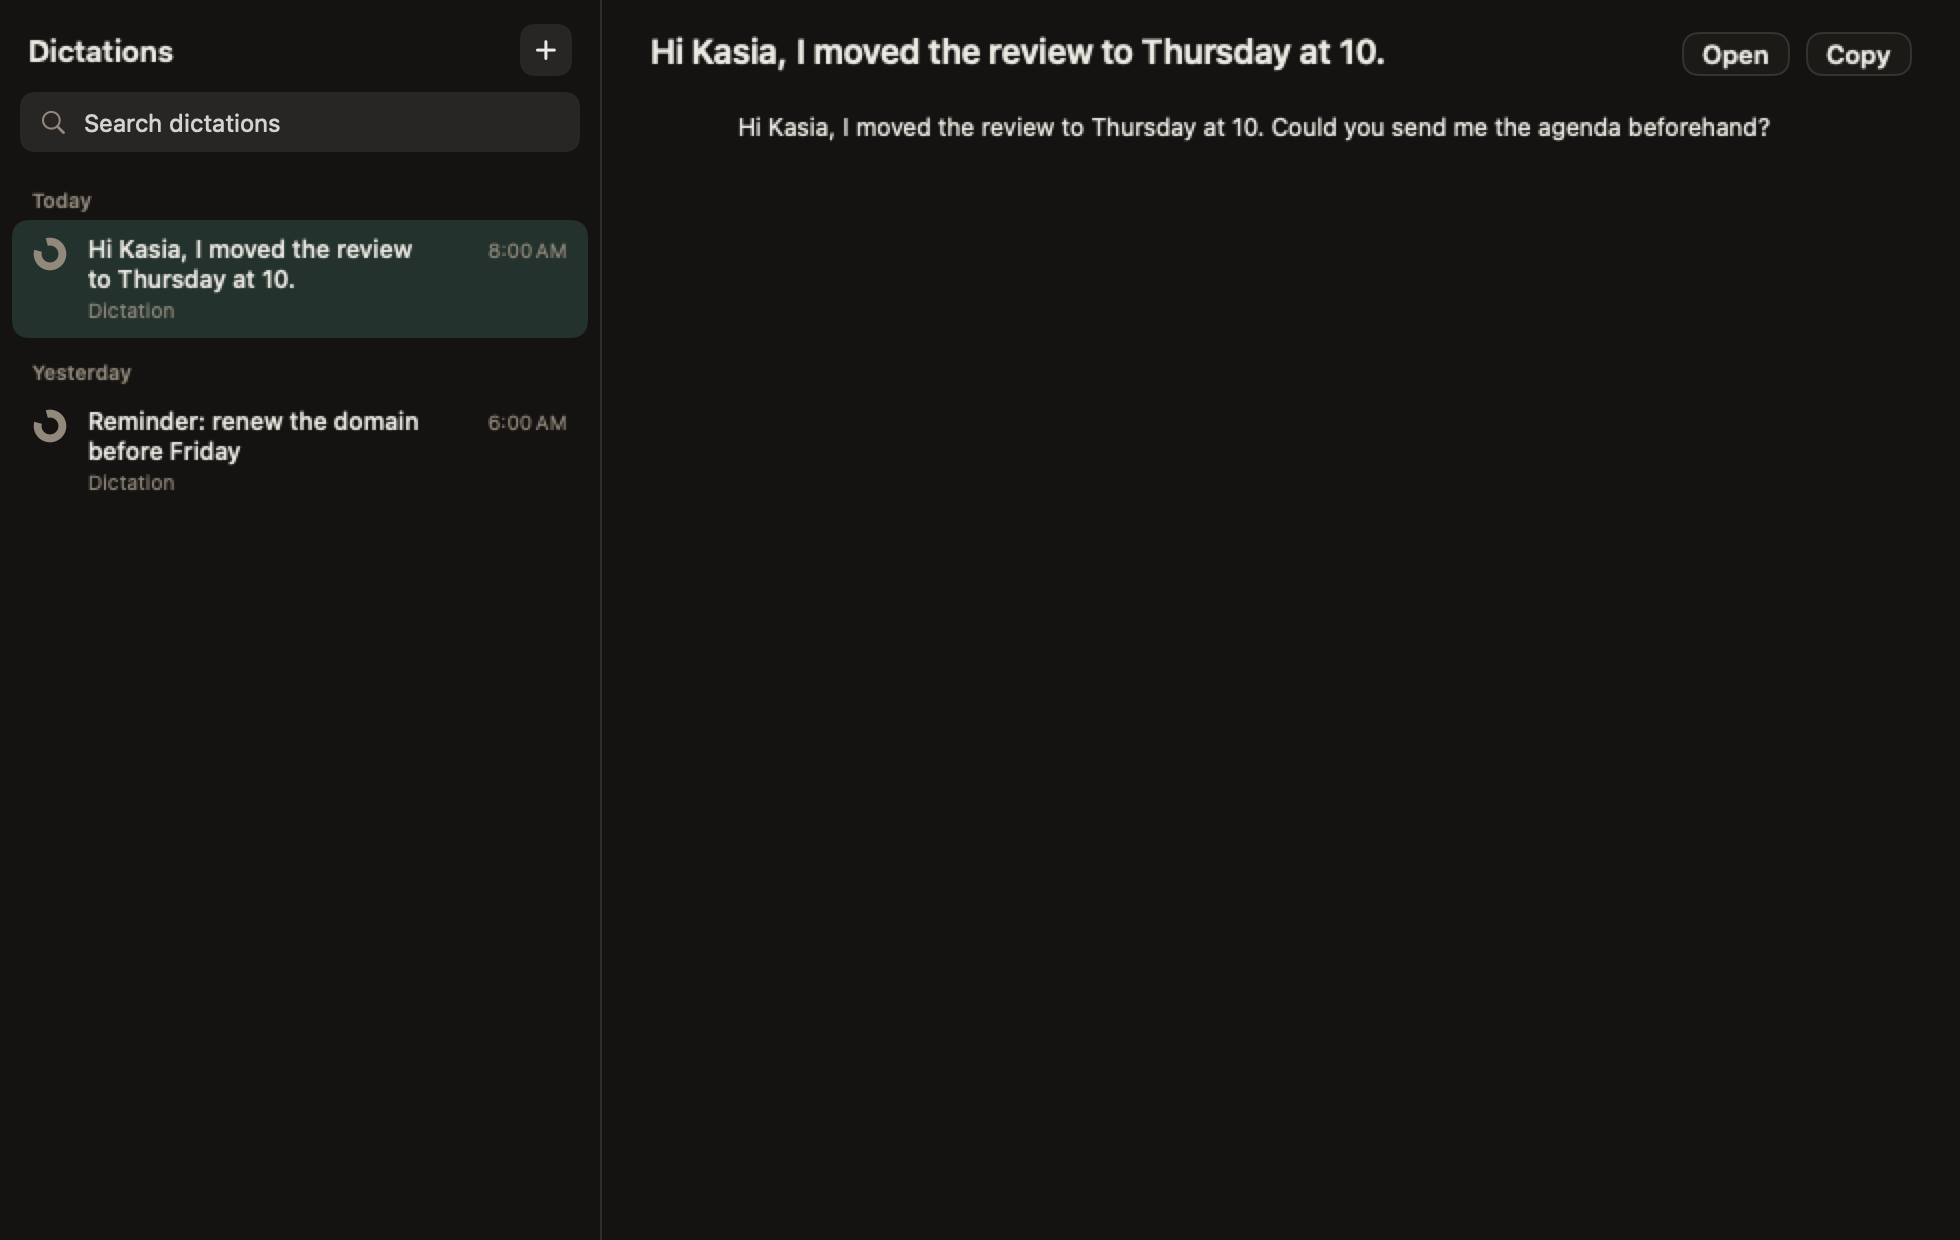 Dictations
+
Search dictations
Today
Hi Kasia, I moved the review
to Thursday at 10.
8:00 AM
Dictation
Yesterday
Reminder: renew the domain
before Friday
6:00 AM
Dictation
Hi Kasia, I moved the review to Thursday at 10.
Open
Copy
Hi Kasia, I moved the review to Thursday at 10. Could you send me the agenda beforehand?